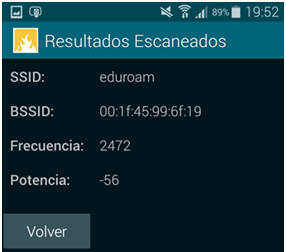 89% 19:52
Resultados Escaneados
SSID: eduroam
BSSID: 00:1f:45:99:6f:19
Frecuencia: 2472
Potencia: -56
Volver